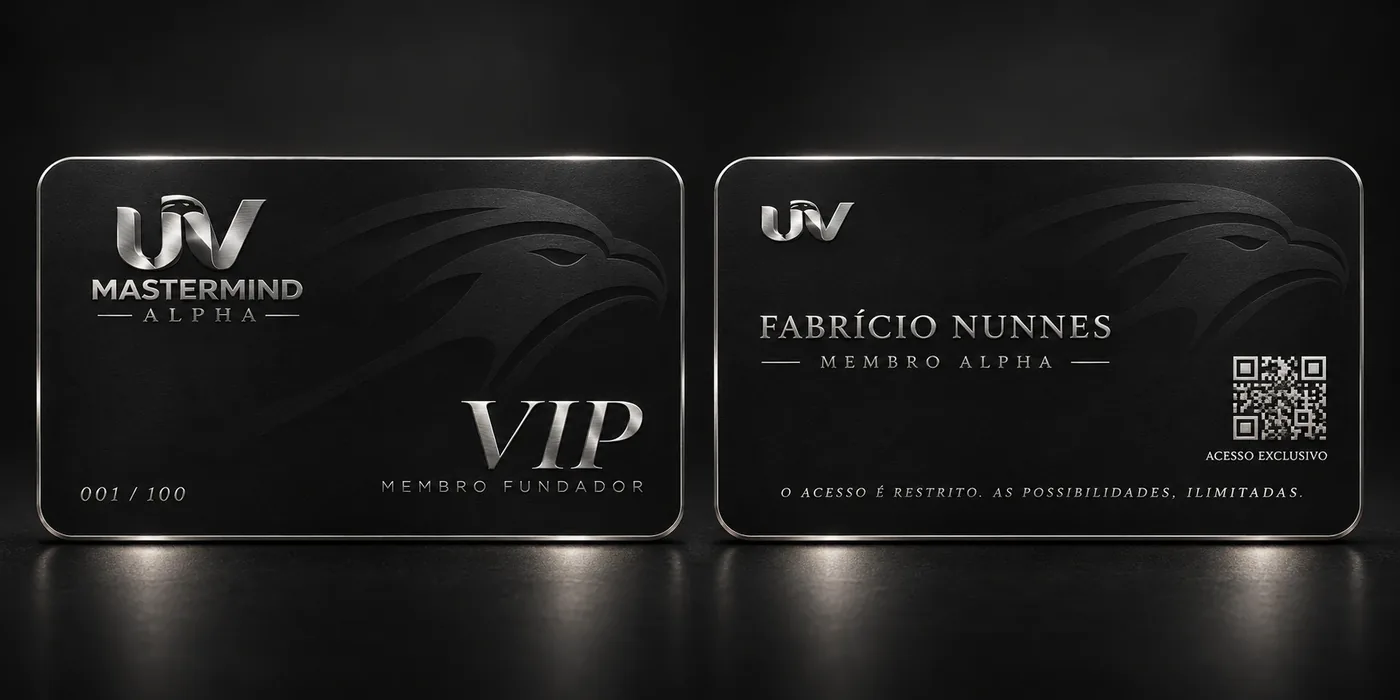 UV
MASTERMIND
ALPHA
VIP
MEMBRO FUNDADOR
001 / 100
UV
FABRÍCIO NUNNES
MEMBRO ALPHA
ACESSO EXCLUSIVO
O ACESSO É RESTRITO. AS POSSIBILIDADES, ILIMITADAS.